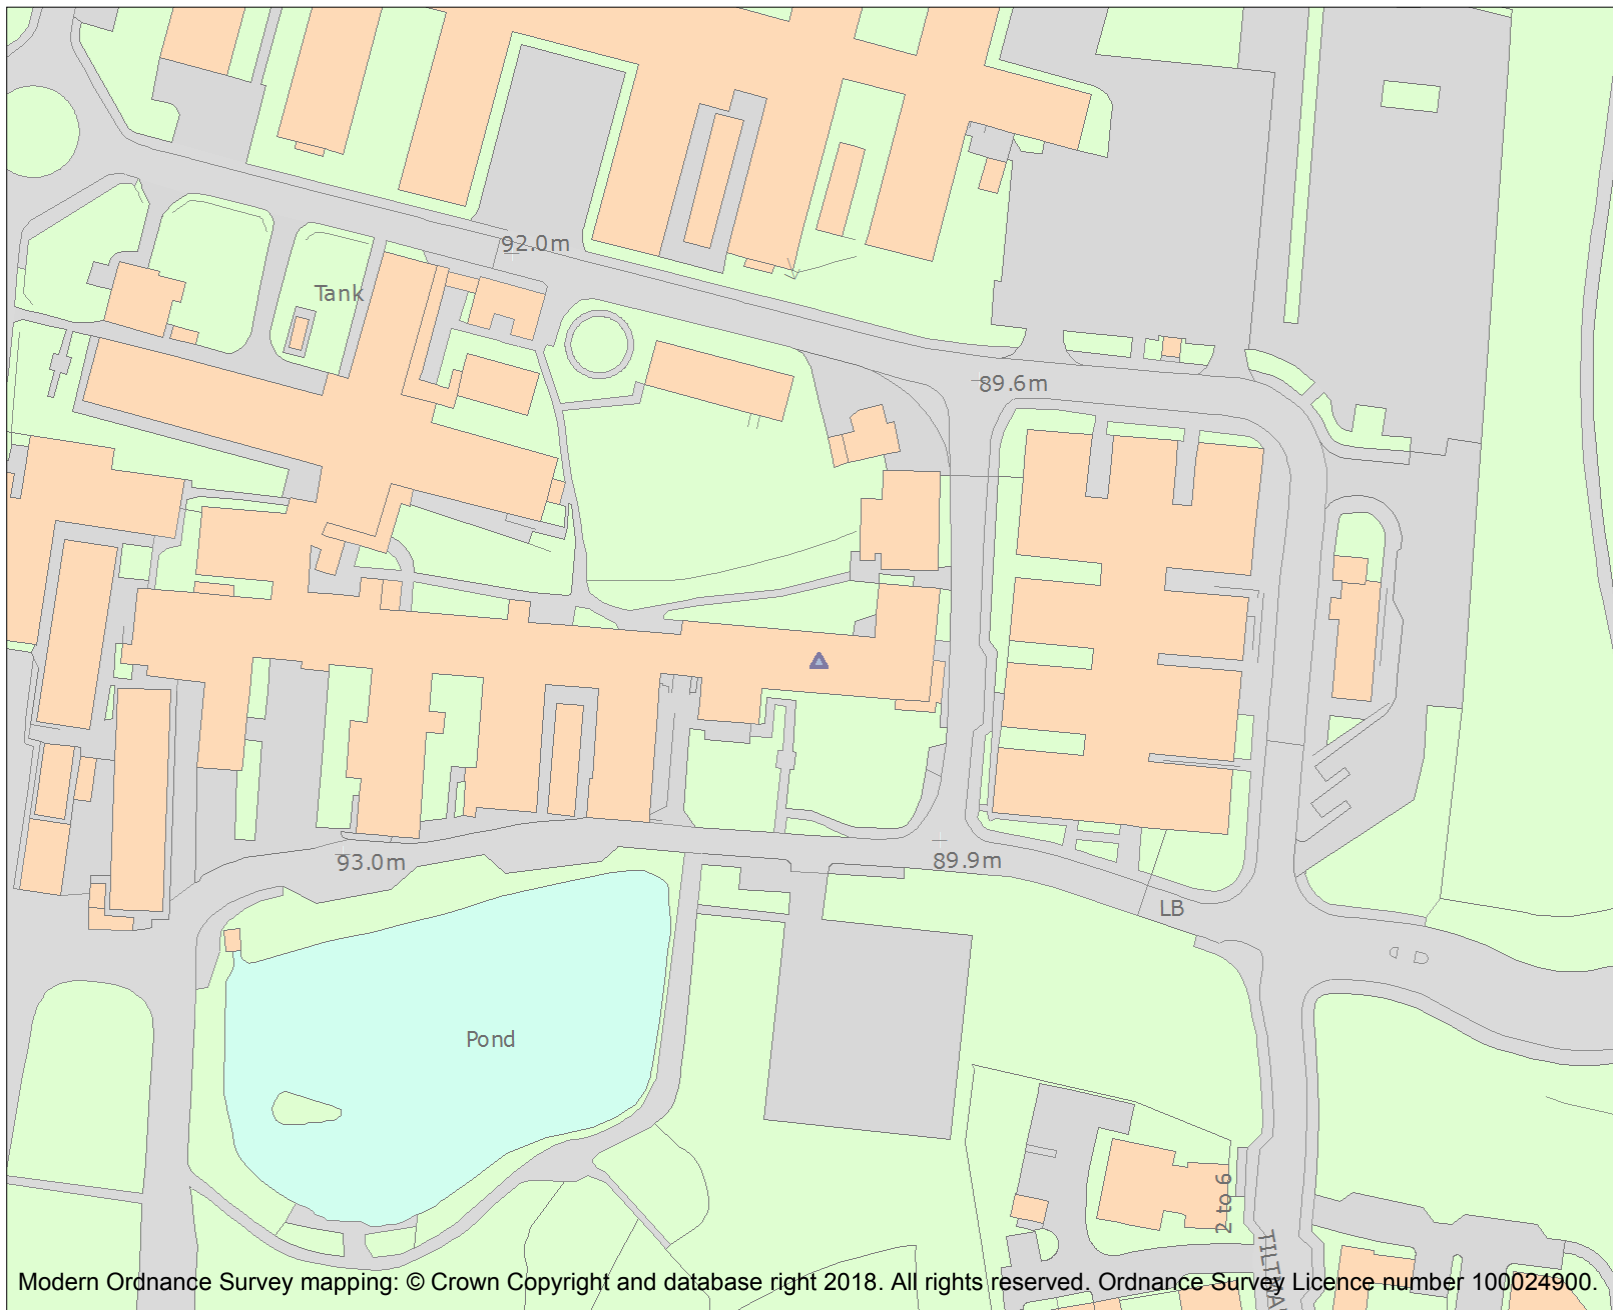 92.0m
Tank
89.6m
93.0m
89.9m
LB
Pond
2 to 6
Modern Ordnance Survey mapping: © Crown Copyright and database right 2018. All rights reserved. Ordnance Survey Licence number 100024900.